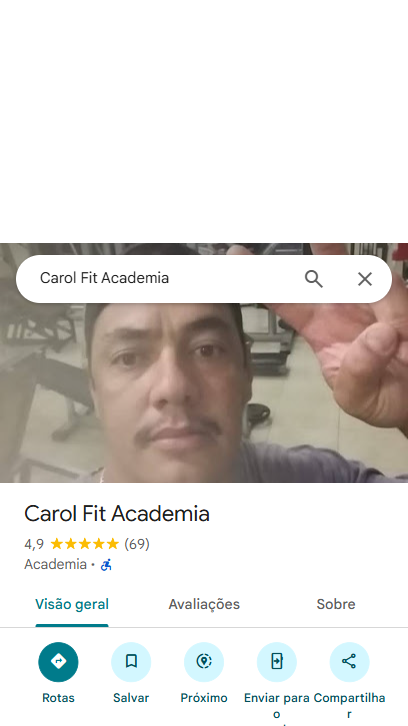 Carol Fit Academia
Carol Fit Academia
4,9 (69)
Academia ·
Visão geral Avaliações Sobre
Rotas Salvar Próximo Enviar para o Compartilhar